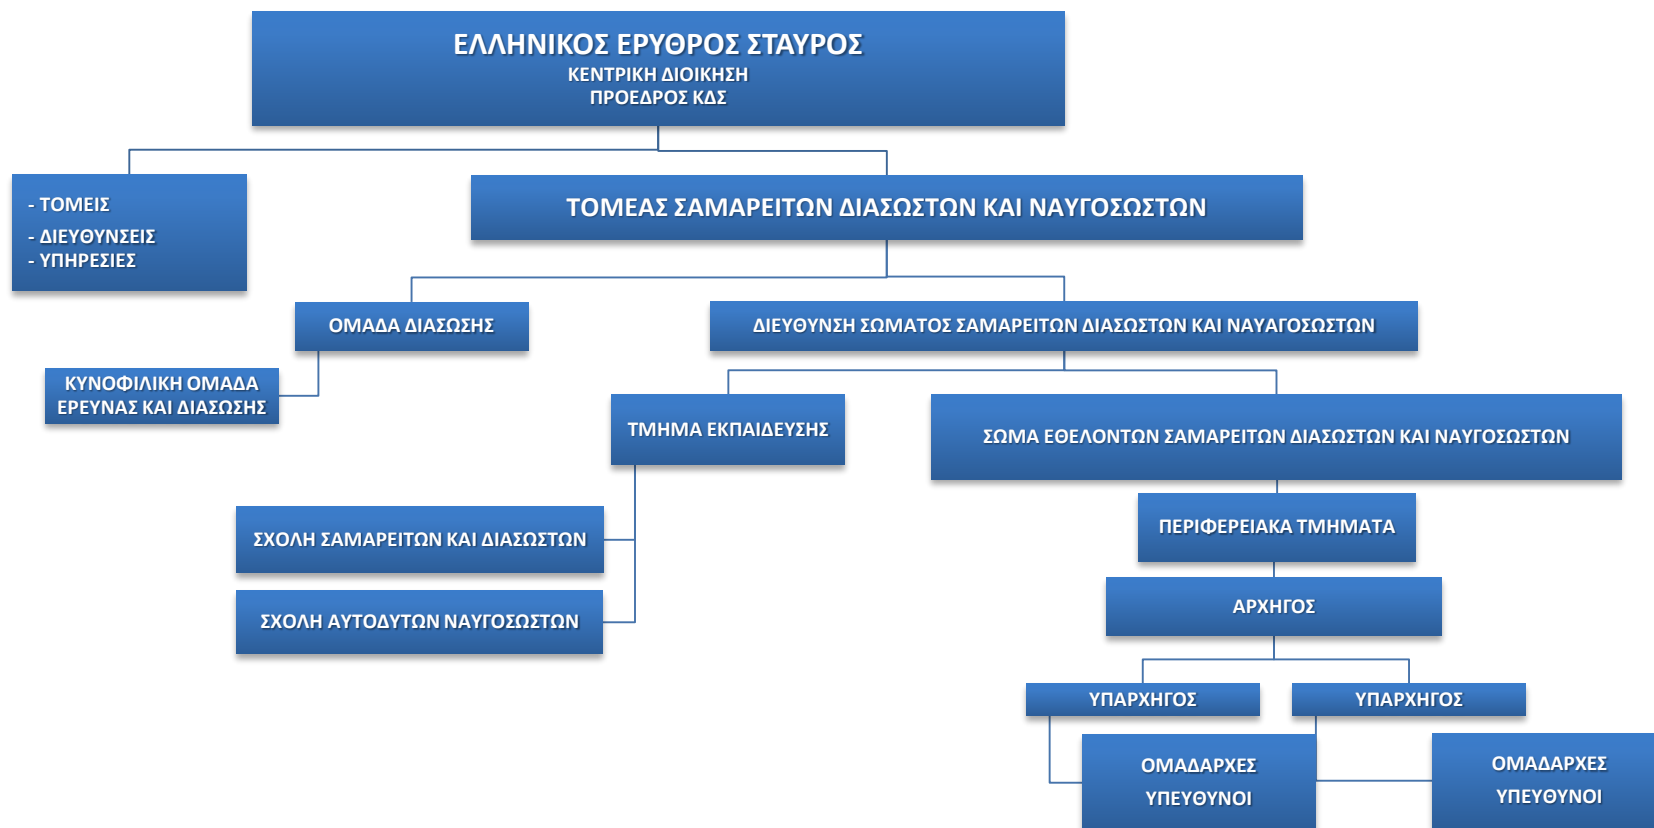 ΕΛΛΗΝΙΚΟΣ ΕΡΥΘΡΟΣ ΣΤΑΥΡΟΣ
ΚΕΝΤΡΙΚΗ ΔΙΟΙΚΗΣΗ
ΠΡΟΕΔΡΟΣ ΚΔΣ
- ΤΟΜΕΙΣ
- ΔΙΕΥΘΥΝΣΕΙΣ
- ΥΠΗΡΕΣΙΕΣ
ΤΟΜΕΑΣ ΣΑΜΑΡΕΙΤΩΝ ΔΙΑΣΩΣΤΩΝ ΚΑΙ ΝΑΥΓΟΣΩΣΤΩΝ
ΟΜΑΔΑ ΔΙΑΣΩΣΗΣ
ΔΙΕΥΘΥΝΣΗ ΣΩΜΑΤΟΣ ΣΑΜΑΡΕΙΤΩΝ ΔΙΑΣΩΣΤΩΝ ΚΑΙ ΝΑΥΑΓΟΣΩΣΤΩΝ
ΚΥΝΟΦΙΛΙΚΗ ΟΜΑΔΑ
ΕΡΕΥΝΑΣ ΚΑΙ ΔΙΑΣΩΣΗΣ
ΤΜΗΜΑ ΕΚΠΑΙΔΕΥΣΗΣ
ΣΩΜΑ ΕΘΕΛΟΝΤΩΝ ΣΑΜΑΡΕΙΤΩΝ ΔΙΑΣΩΣΤΩΝ ΚΑΙ ΝΑΥΓΟΣΩΣΤΩΝ
ΣΧΟΛΗ ΣΑΜΑΡΕΙΤΩΝ ΚΑΙ ΔΙΑΣΩΣΤΩΝ
ΣΧΟΛΗ ΑΥΤΟΔΥΤΩΝ ΝΑΥΓΟΣΩΣΤΩΝ
ΠΕΡΙΦΕΡΕΙΑΚΑ ΤΜΗΜΑΤΑ
ΑΡΧΗΓΟΣ
ΥΠΑΡΧΗΓΟΣ
ΥΠΑΡΧΗΓΟΣ
ΟΜΑΔΑΡΧΕΣ
ΥΠΕΥΘΥΝΟΙ
ΟΜΑΔΑΡΧΕΣ
ΥΠΕΥΘΥΝΟΙ